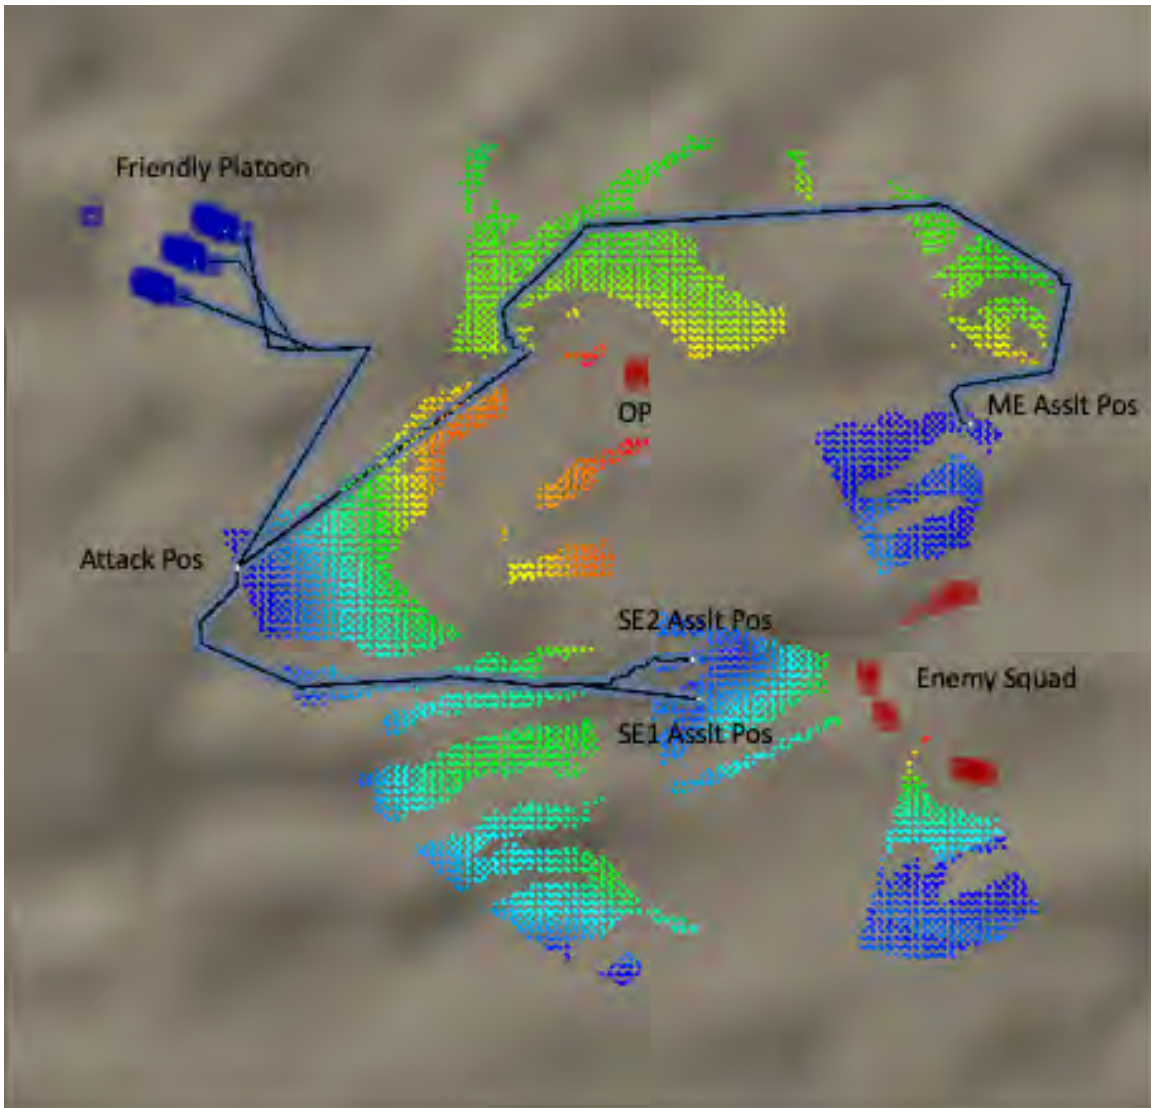 Friendly Platoon
ME Asslt Pos
OP
Attack Pos
SE2 Asslt Pos
Enemy Squad
SE1 Asslt Pos